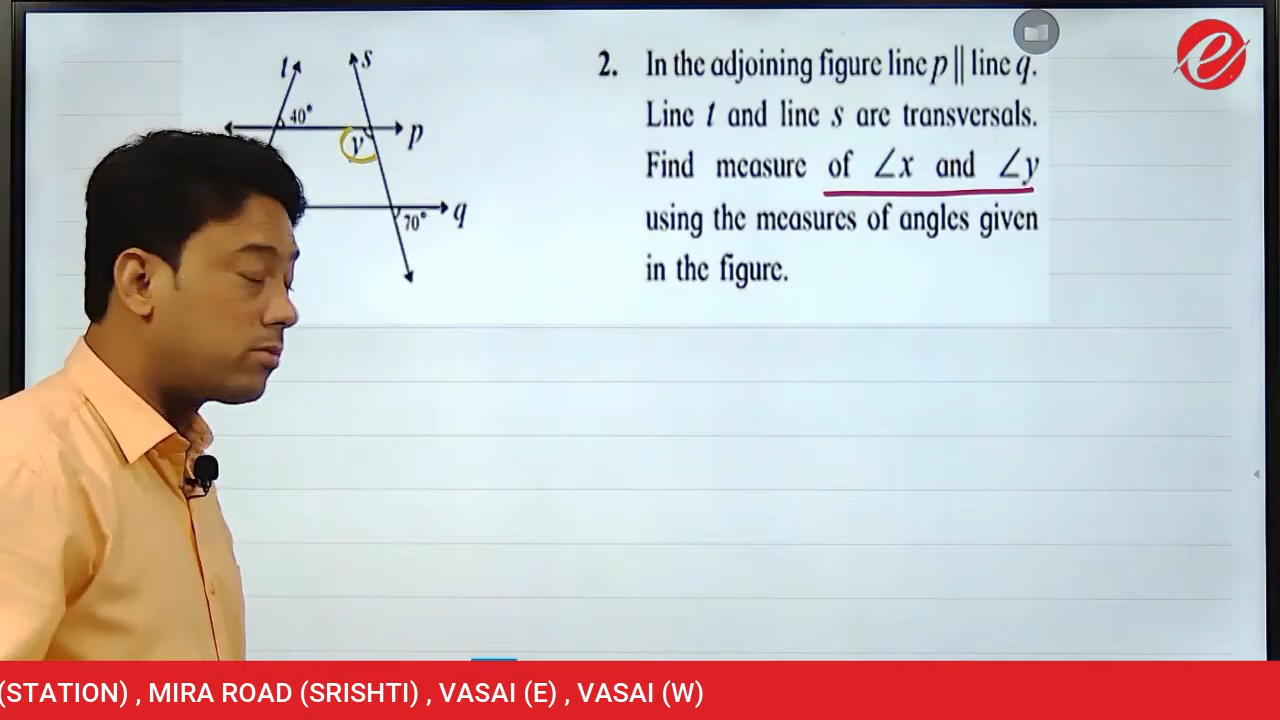 l
s
40°
p
y
70°
q
2. In the adjoining figure line p || line q.
Line l and line s are transversals.
Find measure of ∠x and ∠y
using the measures of angles given
in the figure.
e
(STATION) , MIRA ROAD (SRISHTI) , VASAI (E) , VASAI (W)